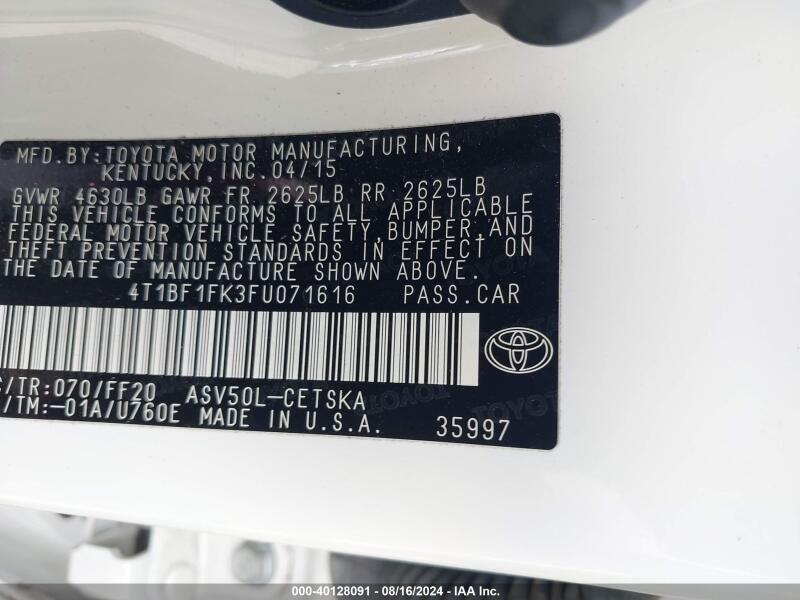 MFD. BY: TOYOTA MOTOR MANUFACTURING,
KENTUCKY, INC. 04/15
GVWR 4630LB GAWR FR 2625LB RR 2625LB
THIS VEHICLE CONFORMS TO ALL APPLICABLE
FEDERAL MOTOR VEHICLE SAFETY, BUMPER, AND
THEFT PREVENTION STANDARDS IN EFFECT ON
THE DATE OF MANUFACTURE SHOWN ABOVE.
4T1BF1FK3FU071616 PASS. CAR
C/TR: 070/FF20 ASV50L-CETSKA
/TM: -01A/U760E MADE IN U.S.A. 35997
000-40128091 - 08/16/2024 - IAA Inc.